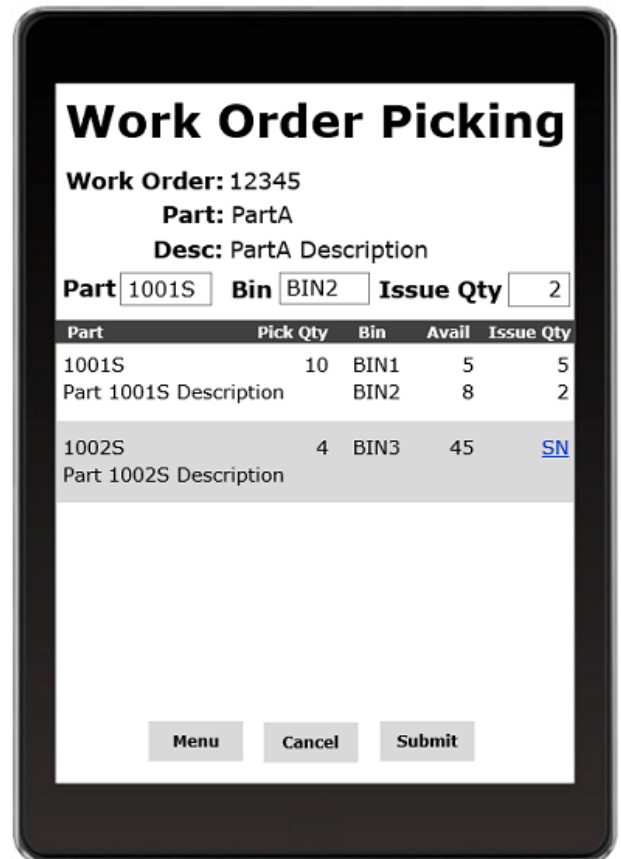 Work Order Picking
Work Order: 12345
Part: PartA
Desc: PartA Description
Part 1001S Bin BIN2 Issue Qty 2
Part Pick Qty Bin Avail Issue Qty
1001S 10 BIN1 5 5
Part 1001S Description BIN2 8 2
1002S 4 BIN3 45 SN
Part 1002S Description
Menu Cancel Submit